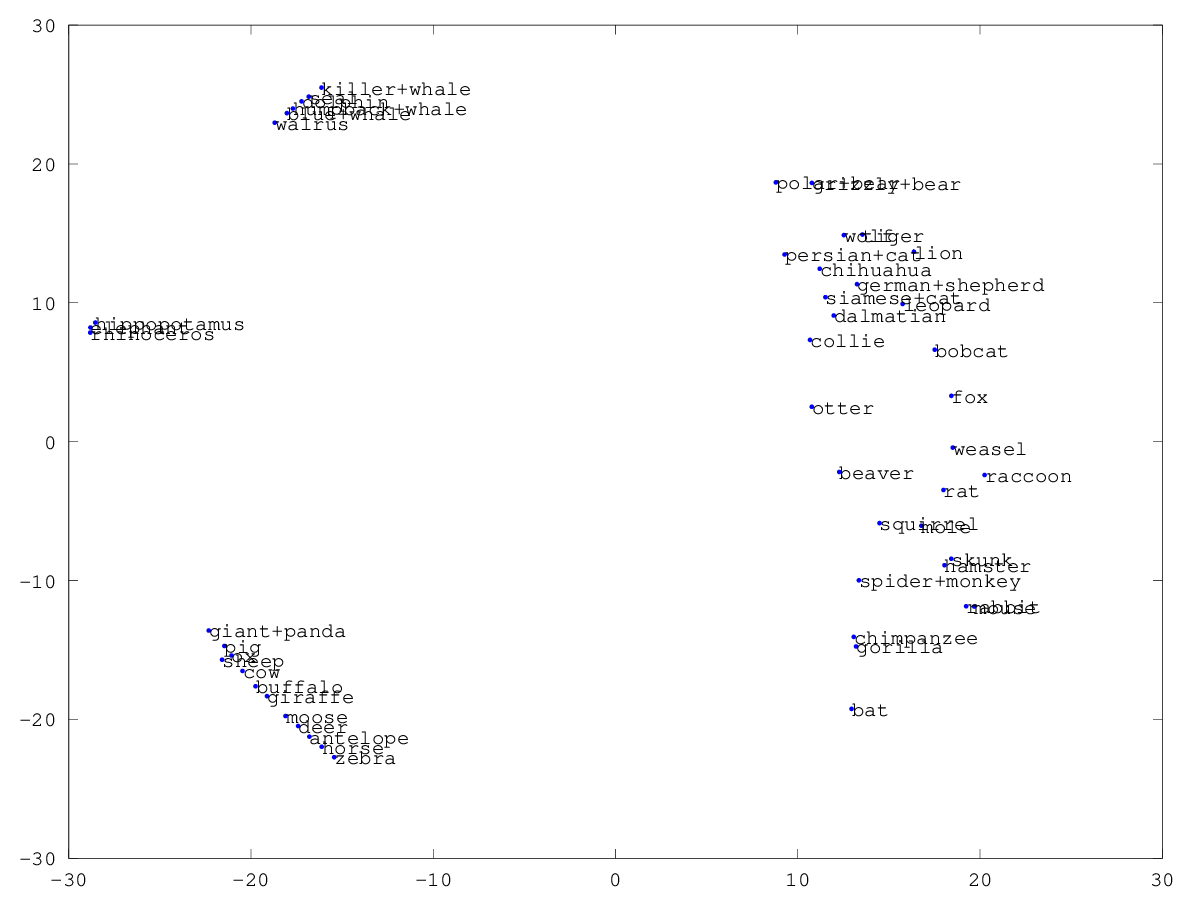 30
killer+whale
seal
dolphin
humpback+whale
blue+whale
walrus
20
polar+bear
grizzly+bear
wolf
tiger
lion
persian+cat
chihuahua
german+shepherd
siamese+cat
leopard
10
dalmatian
hippopotamus
elephant
rhinoceros
collie
bobcat
fox
otter
0
weasel
beaver
raccoon
rat
squirrel
mole
skunk
hamster
-10
spider+monkey
rabbit
mouse
giant+panda
chimpanzee
pig
gorilla
ox
sheep
cow
buffalo
giraffe
bat
moose
-20
deer
antelope
horse
zebra
-30
-30
-20
-10
0
10
20
30